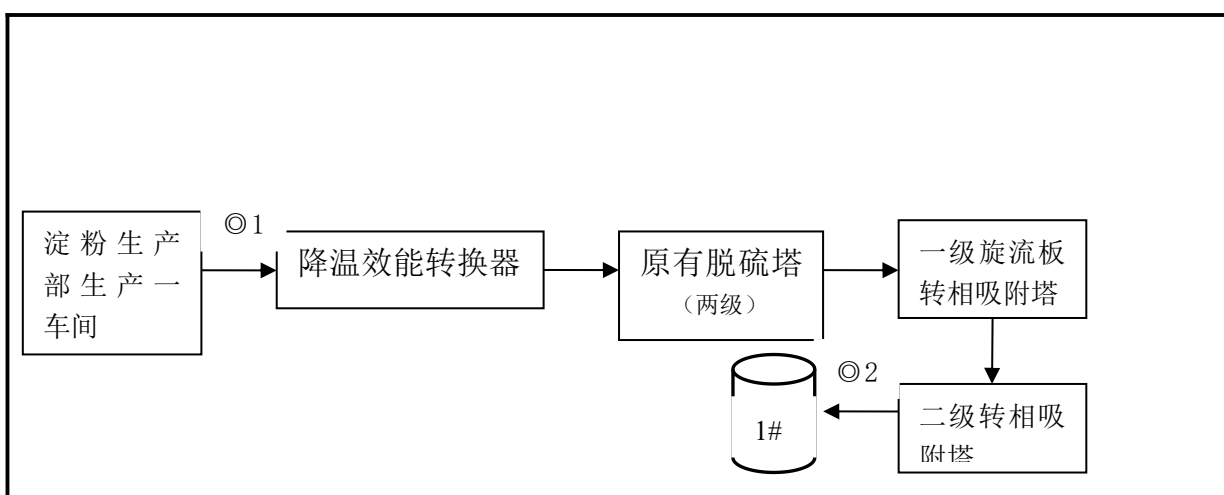 ◎1
淀粉生产
部生产一
车间
降温效能转换器
原有脱硫塔
（两级）
一级旋流板
转相吸附塔
◎2
1#
二级转相吸
附塔